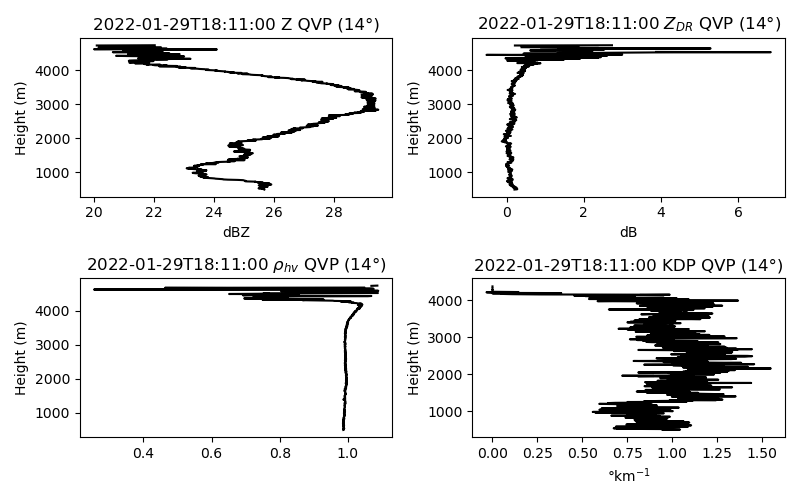 2022-01-29T18:11:00 Z QVP (14°)
Height (m)
4000
3000
2000
1000
20 22 24 26 28
dBZ
2022-01-29T18:11:00 Z_DR QVP (14°)
Height (m)
4000
3000
2000
1000
0 2 4 6
dB
2022-01-29T18:11:00 ρ_hv QVP (14°)
Height (m)
4000
3000
2000
1000
0.4 0.6 0.8 1.0
2022-01-29T18:11:00 KDP QVP (14°)
Height (m)
4000
3000
2000
1000
0.00 0.25 0.50 0.75 1.00 1.25 1.50
°km⁻¹